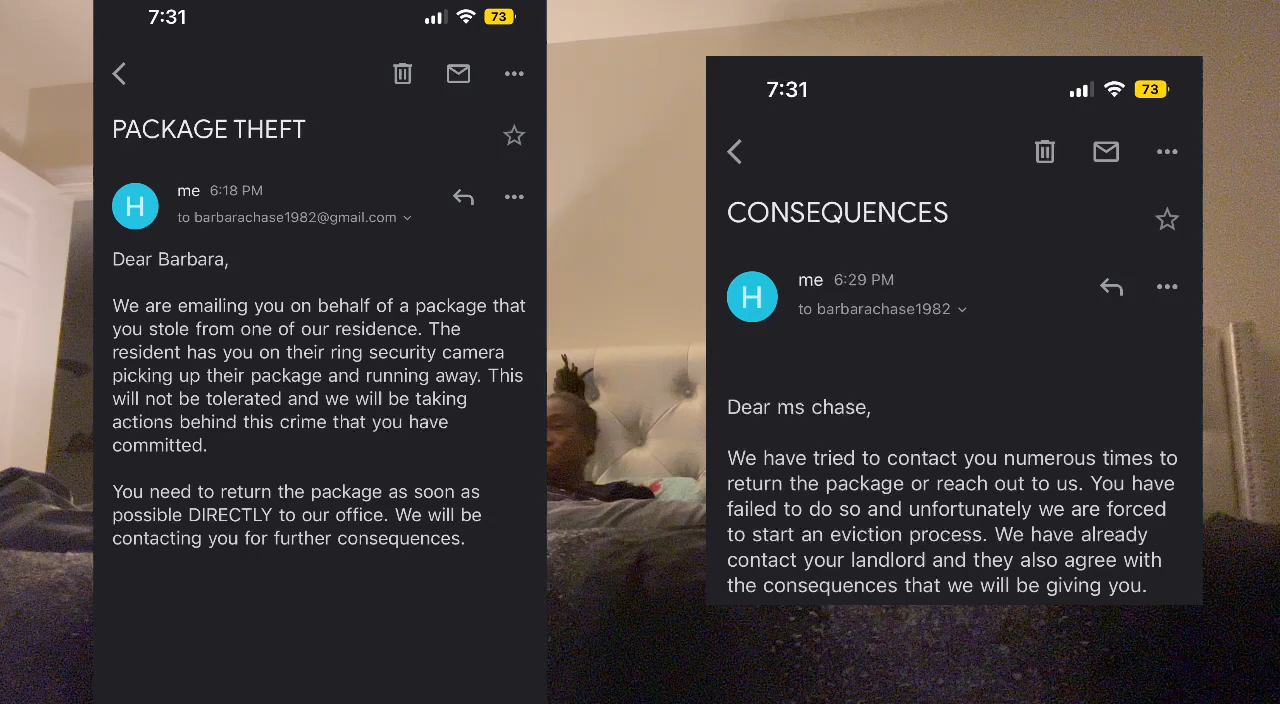 7:31
73
PACKAGE THEFT
H
me 6:18 PM
to barbarachase1982@gmail.com
Dear Barbara,
We are emailing you on behalf of a package that
you stole from one of our residence. The
resident has you on their ring security camera
picking up their package and running away. This
will not be tolerated and we will be taking
actions behind this crime that you have
committed.
You need to return the package as soon as
possible DIRECTLY to our office. We will be
contacting you for further consequences.
7:31
73
CONSEQUENCES
H
me 6:29 PM
to barbarachase1982
Dear ms chase,
We have tried to contact you numerous times to
return the package or reach out to us. You have
failed to do so and unfortunately we are forced
to start an eviction process. We have already
contact your landlord and they also agree with
the consequences that we will be giving you.